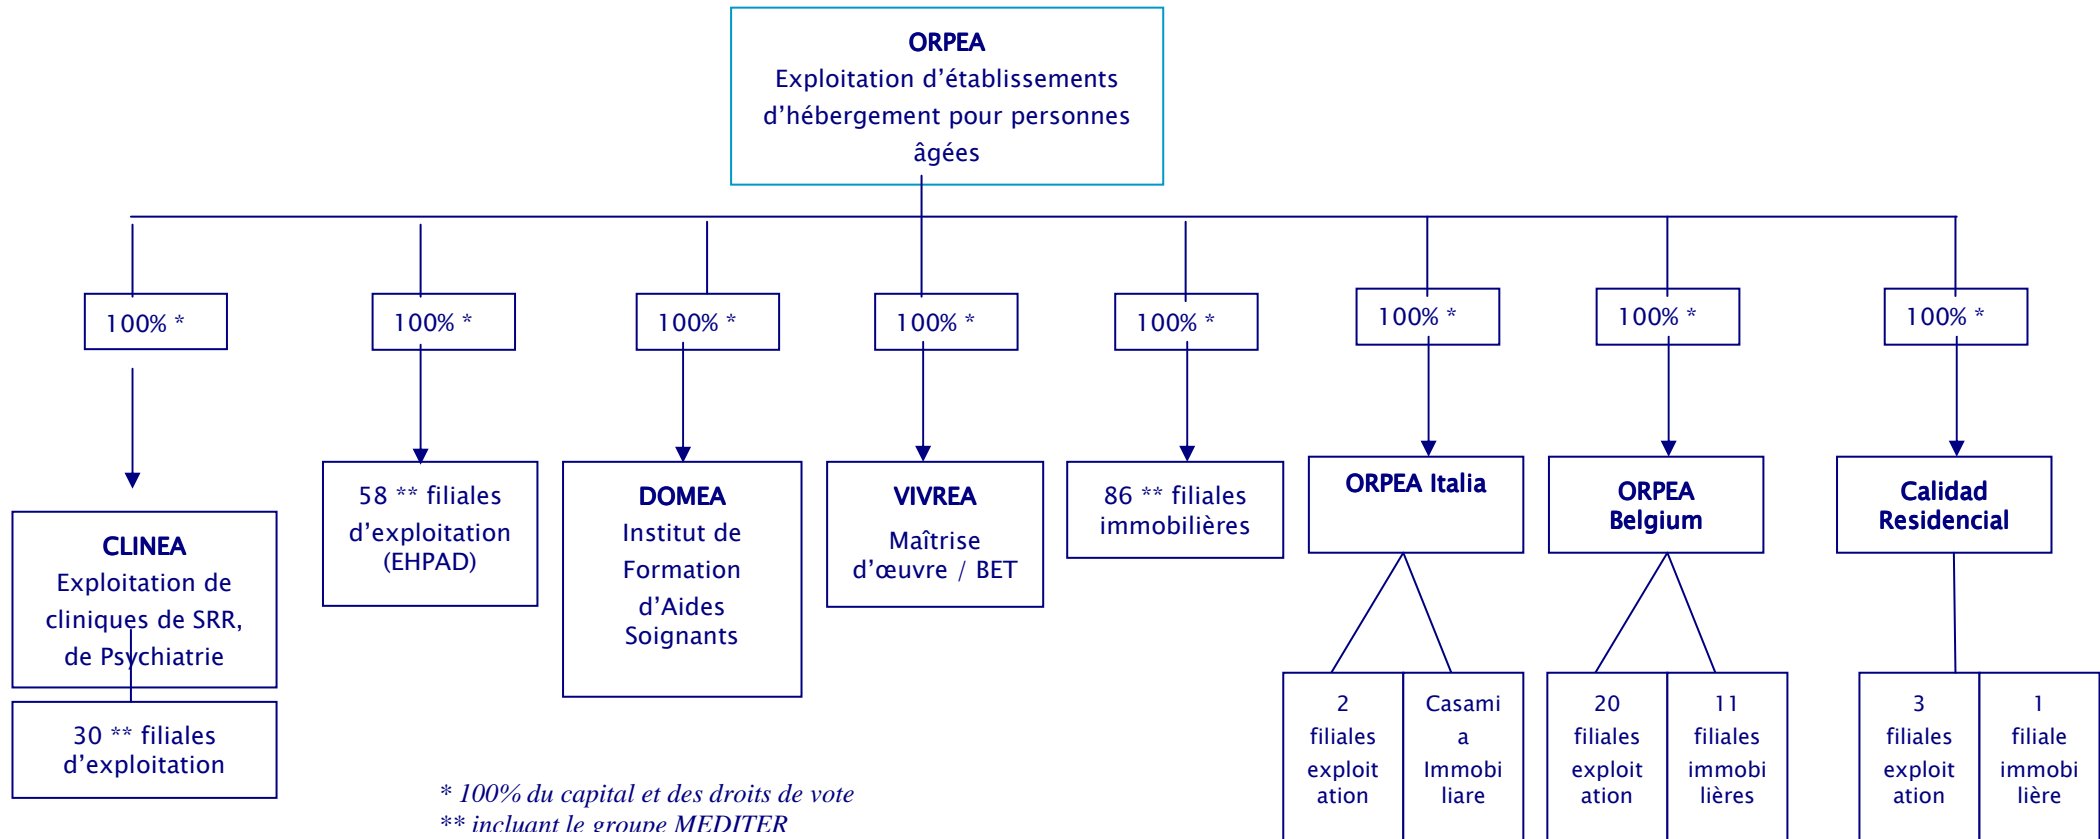 ORPEA
Exploitation d’établissements
d’hébergement pour personnes
âgées
100% *
100% *
100% *
100% *
100% *
100% *
100% *
100% *
CLINEA
Exploitation de
cliniques de SRR,
de Psychiatrie
30 ** filiales
d’exploitation
58 ** filiales
d’exploitation
(EHPAD)
DOMEA
Institut de
Formation
d’Aides
Soignants
VIVREA
Maîtrise
d’œuvre / BET
86 ** filiales
immobilières
ORPEA Italia
2
filiales
exploit
ation
Casami
a
Immobi
liare
ORPEA
Belgium
20
filiales
exploit
ation
11
filiales
immobi
lières
Calidad
Residencial
3
filiales
exploit
ation
1
filiale
immobi
lière
* 100% du capital et des droits de vote
** incluant le groupe MEDITER